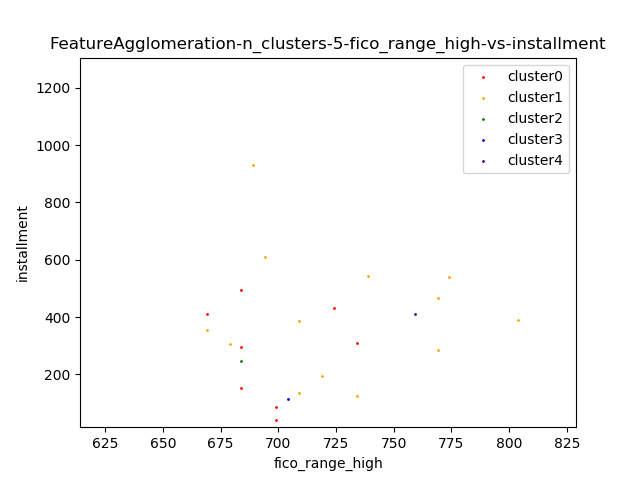 FeatureAgglomeration-n_clusters-5-fico_range_high-vs-installment
cluster0
cluster1
cluster2
cluster3
cluster4
1200
1000
800
600
400
200
installment
625
650
675
700
725
750
775
800
825
fico_range_high